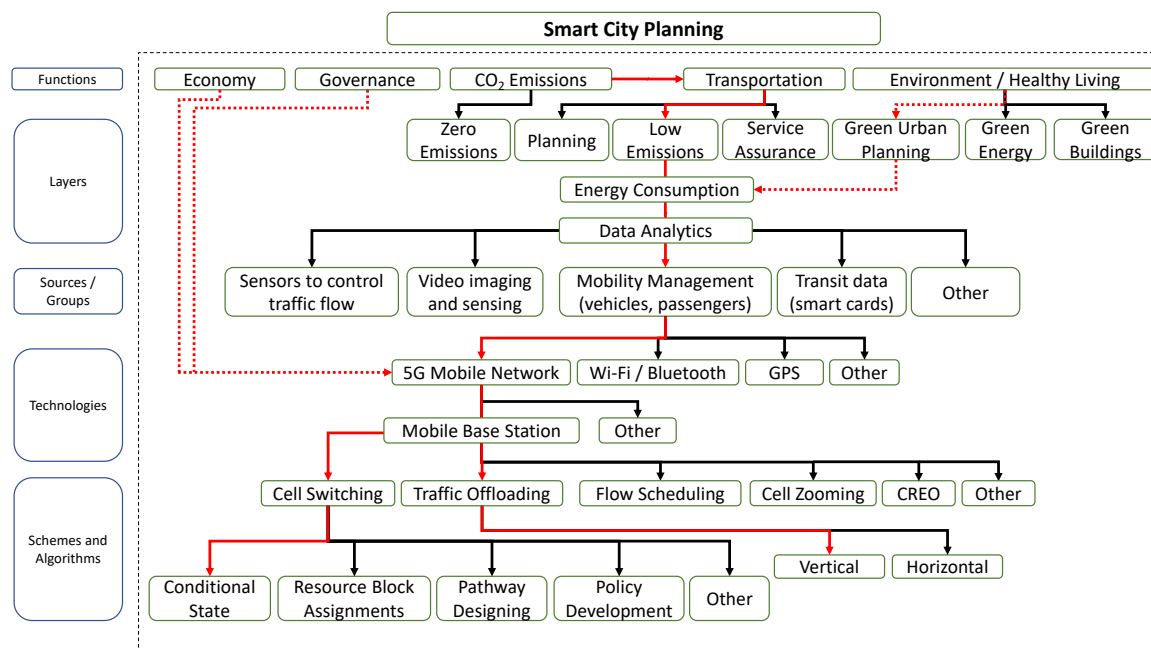 Smart City Planning
Functions
Economy
Governance
CO₂ Emissions
Transportation
Environment / Healthy Living
Layers
Zero
Emissions
Planning
Low
Emissions
Service
Assurance
Green Urban
Planning
Green
Energy
Green
Buildings
Energy Consumption
Data Analytics
Sources /
Groups
Sensors to control
traffic flow
Video imaging
and sensing
Mobility Management
(vehicles, passengers)
Transit data
(smart cards)
Other
Technologies
5G Mobile Network
Wi-Fi / Bluetooth
GPS
Other
Mobile Base Station
Other
Schemes and
Algorithms
Cell Switching
Traffic Offloading
Flow Scheduling
Cell Zooming
CREO
Other
Vertical
Horizontal
Conditional
State
Resource Block
Assignments
Pathway
Designing
Policy
Development
Other